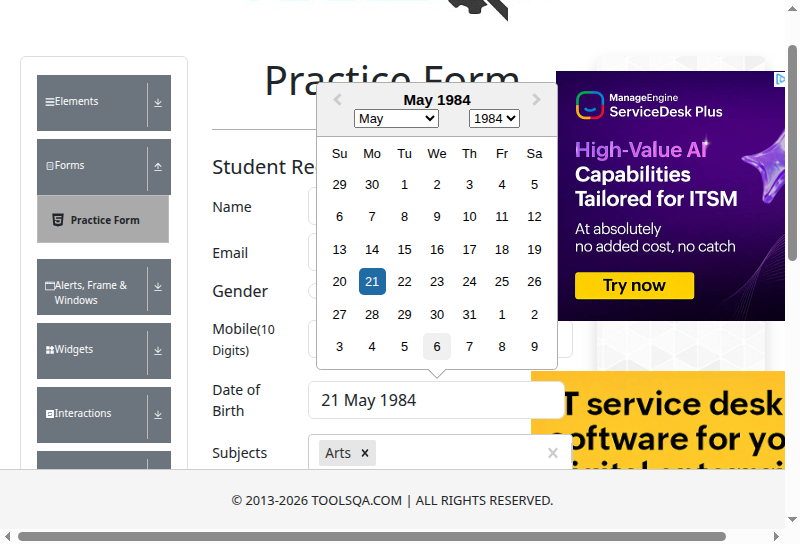 Practice Form
Elements
Forms
Practice Form
Alerts, Frame &
Windows
Widgets
Interactions
Student Re
Name
Email
Gender
Mobile(10
Digits)
Date of
Birth
21 May 1984
Subjects
Arts ×
×
May 1984
May
1984
Su Mo Tu We Th Fr Sa
29 30 1 2 3 4 5
6 7 8 9 10 11 12
13 14 15 16 17 18 19
20 21 22 23 24 25 26
27 28 29 30 31 1 2
3 4 5 6 7 8 9
ManageEngine
ServiceDesk Plus
High-Value AI
Capabilities
Tailored for ITSM
At absolutely
no added cost, no catch
Try now
IT service desk
software for yo
© 2013-2026 TOOLSQA.COM | ALL RIGHTS RESERVED.